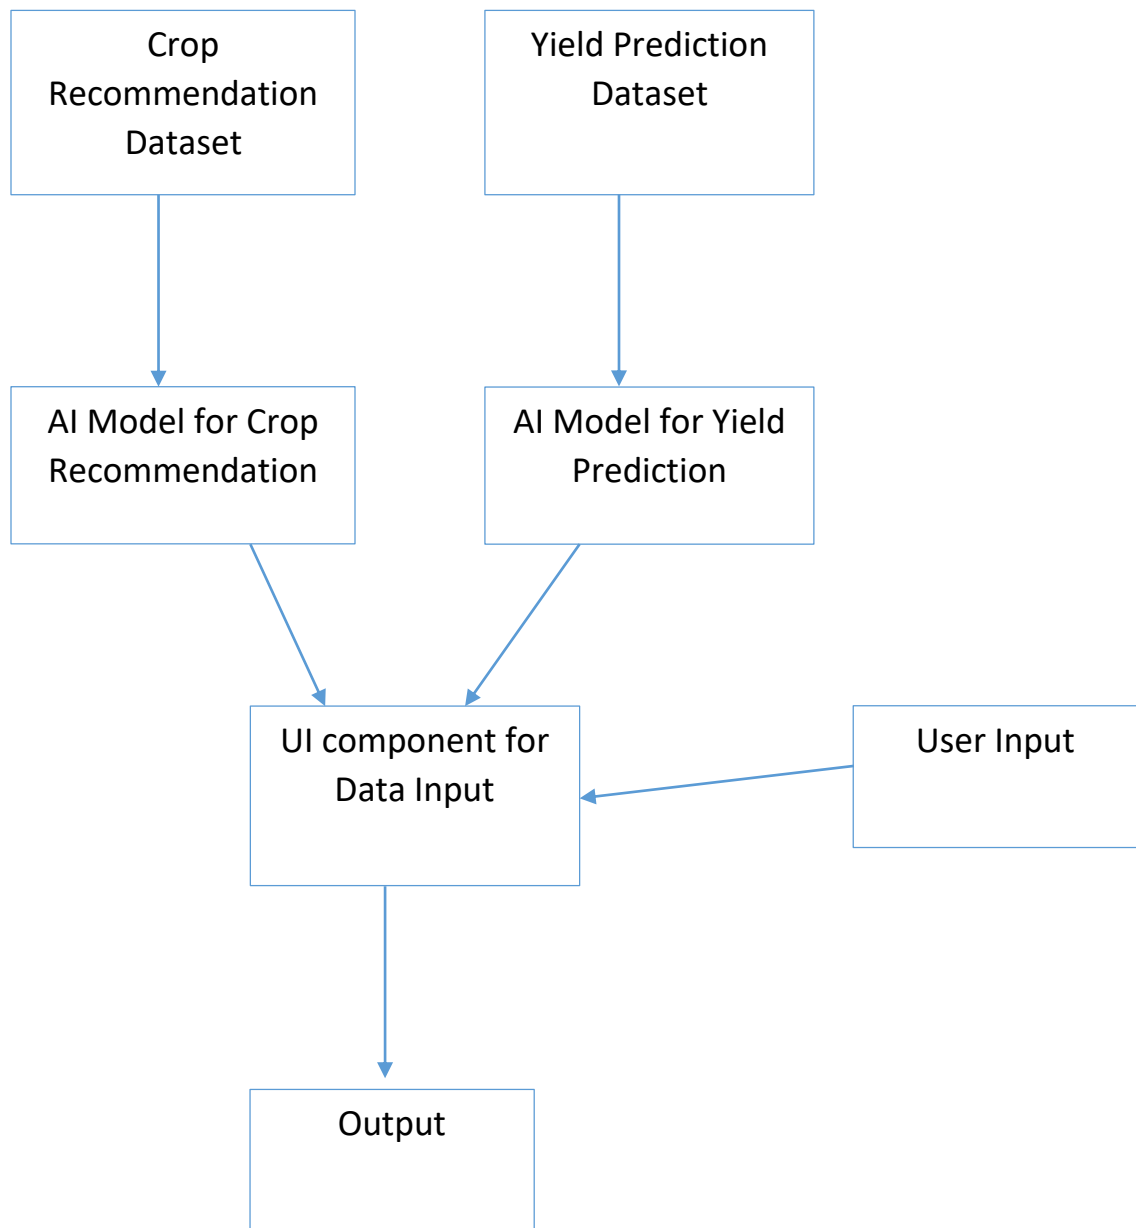 Crop
Recommendation
Dataset
Yield Prediction
Dataset
AI Model for Crop
Recommendation
AI Model for Yield
Prediction
UI component for
Data Input
User Input
Output